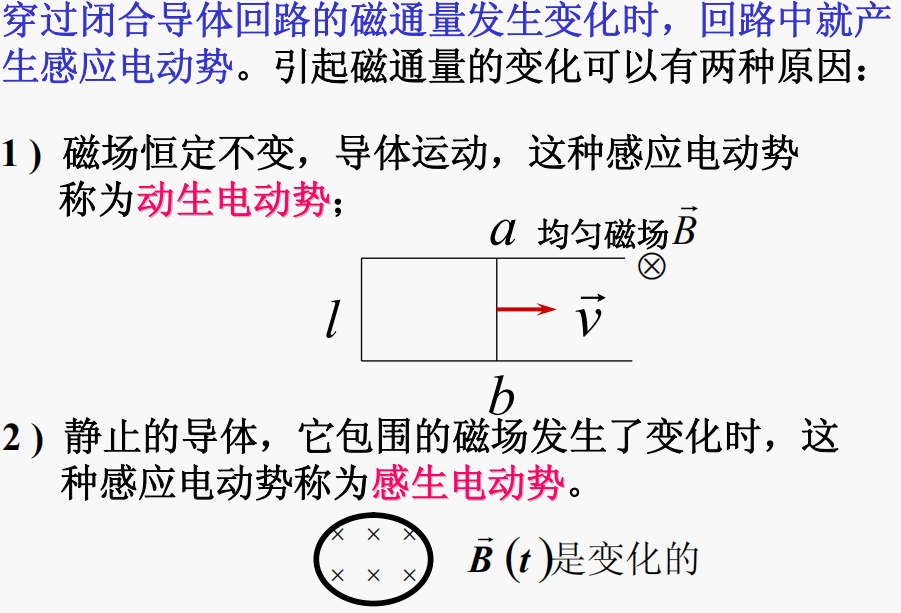 穿过闭合导体回路的磁通量发生变化时，回路中就产
生感应电动势。引起磁通量的变化可以有两种原因：
1）磁场恒定不变，导体运动，这种感应电动势
称为动生电动势；
a 均匀磁场 $\vec{B}$
⊗
l
$\vec{v}$
b
2）静止的导体，它包围的磁场发生了变化时，这
种感应电动势称为感生电动势。
× × ×
$\vec{B}(t)$是变化的
× × ×